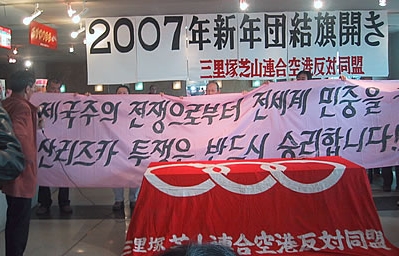 2007年新年団結旗開き
三里塚芝山連合空港反対同盟
제국주의 전쟁으로부터 전세계 민중을
산리즈카 투쟁은 반드시 승리합니다!
三里塚芝山連合空港反対同盟